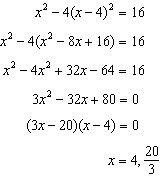 x² − 4(x − 4)² = 16
x² − 4(x² − 8x + 16) = 16
x² − 4x² + 32x − 64 = 16
3x² − 32x + 80 = 0
(3x − 20)(x − 4) = 0
x = 4, 20/3